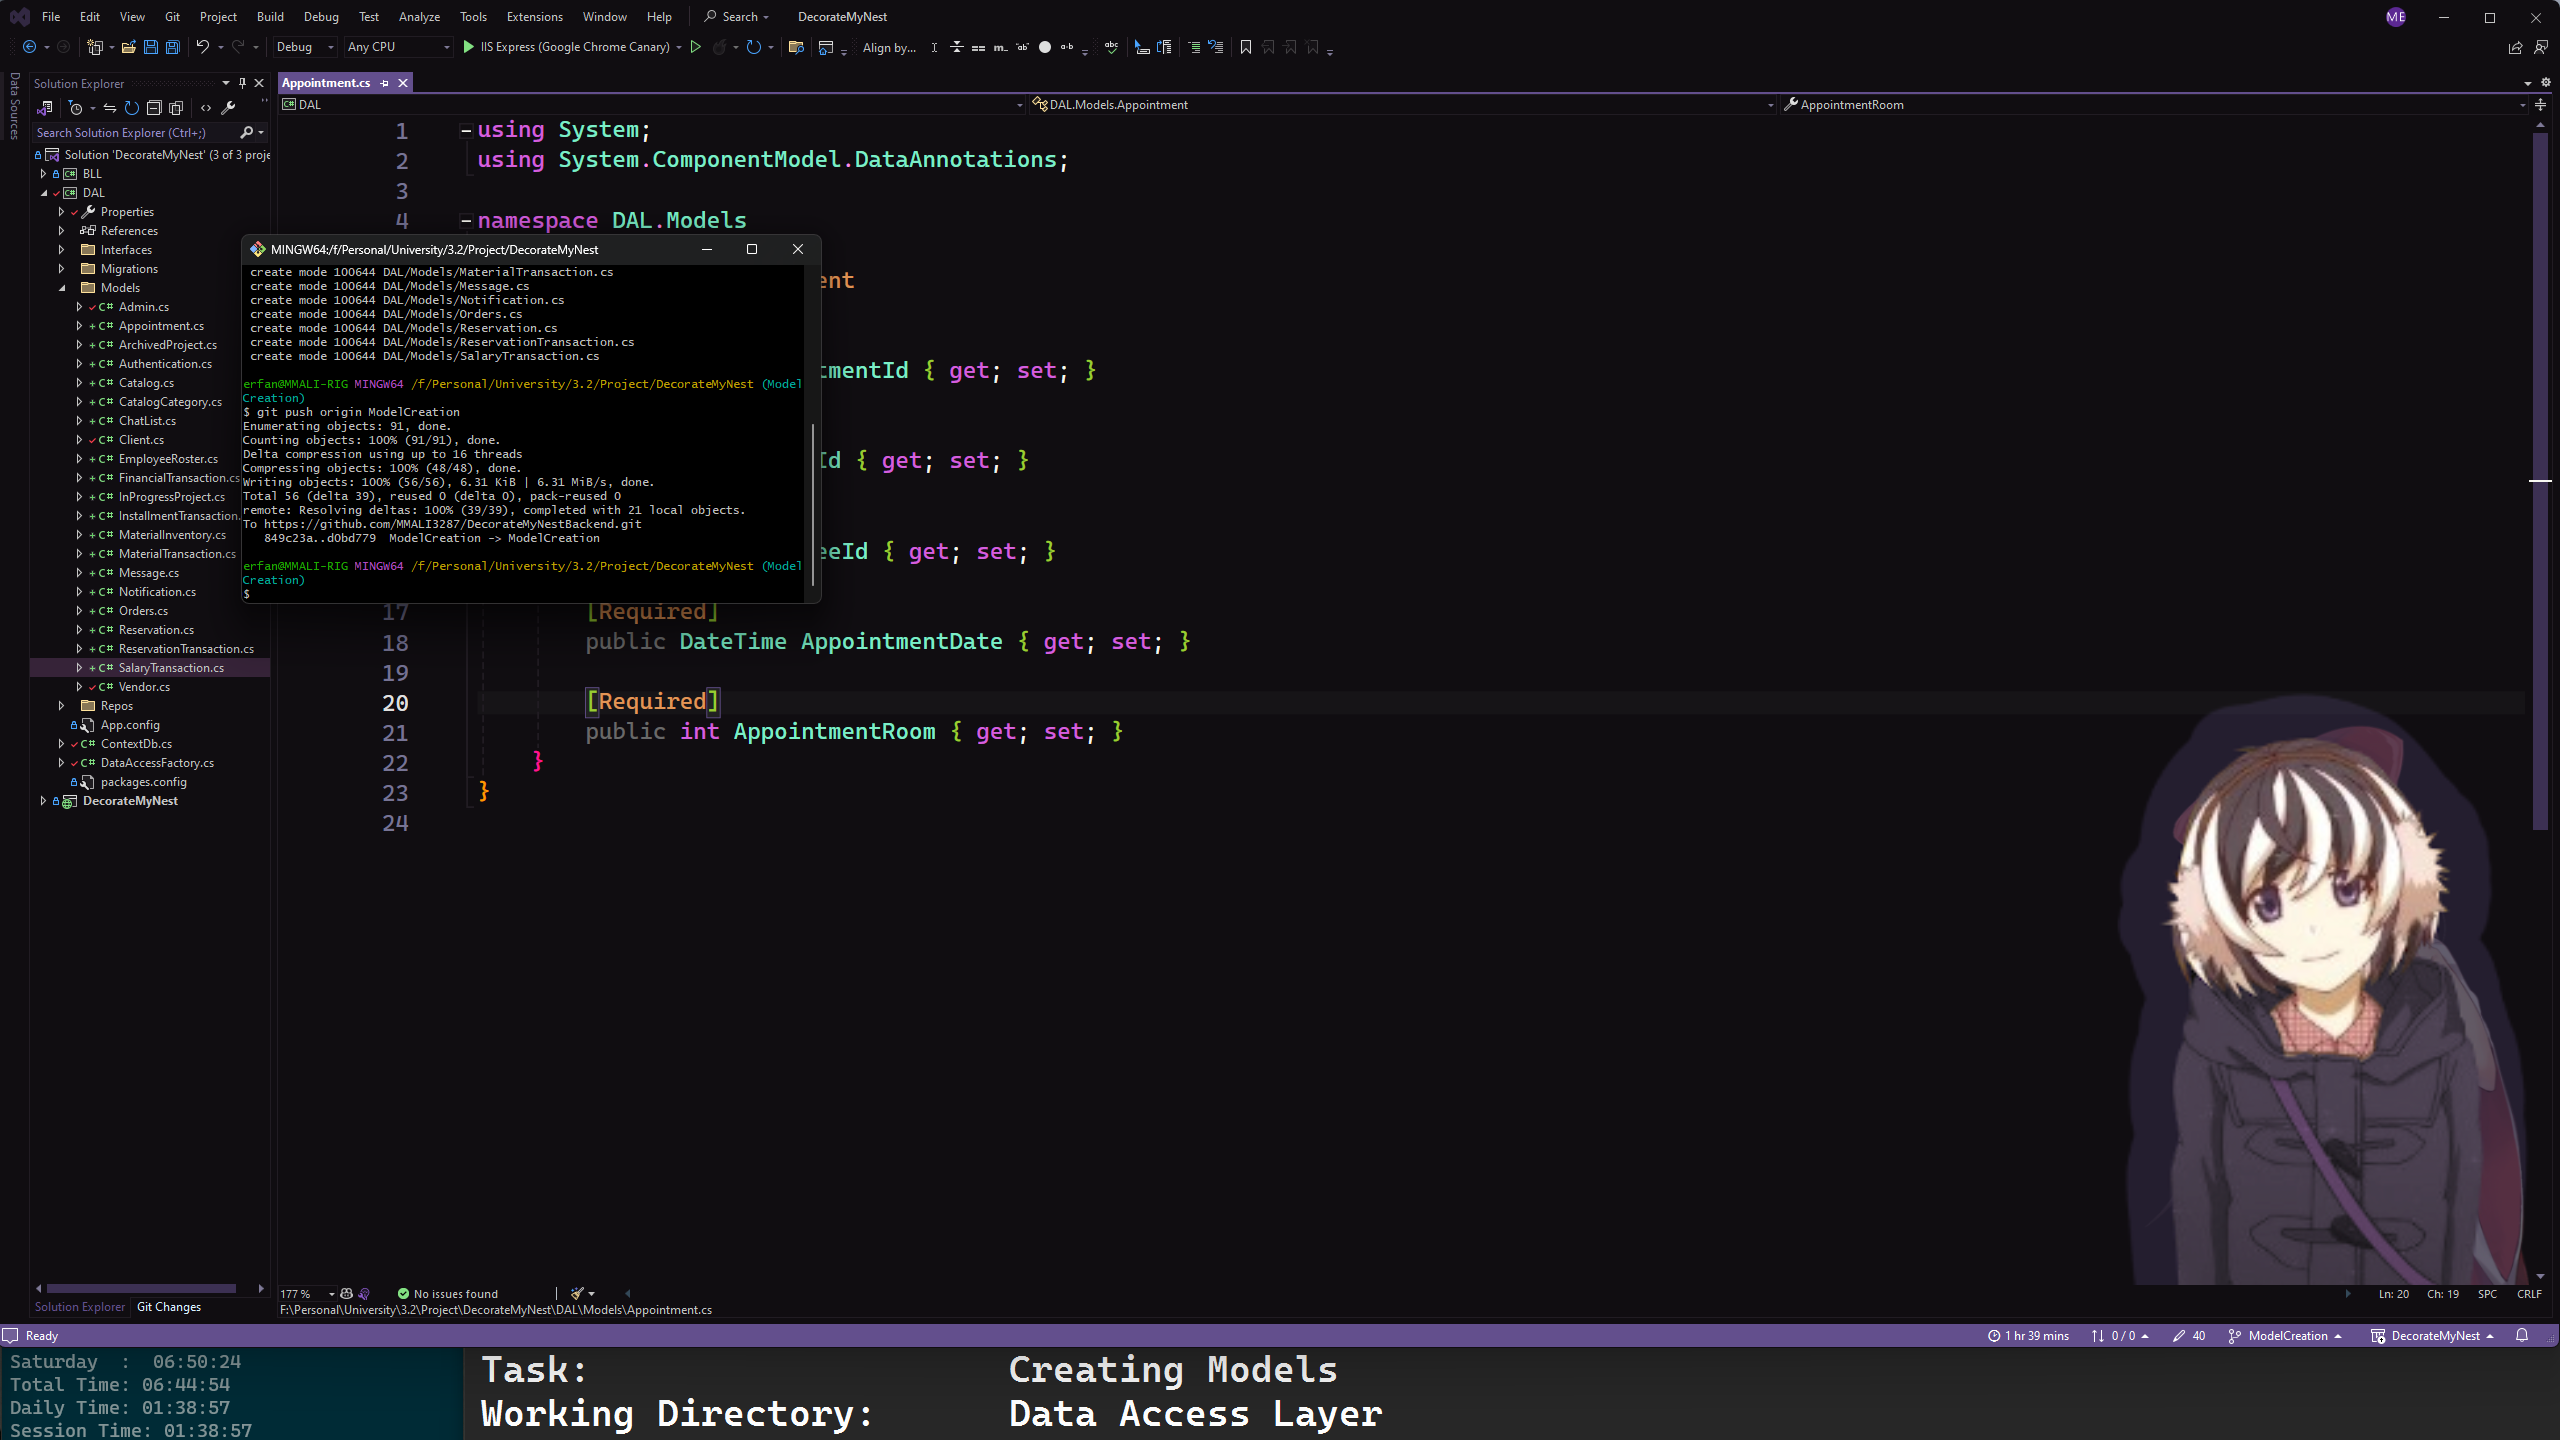 File Edit View Git Project Build Debug Test Analyze Tools Extensions Window Help Search DecorateMyNest ME
Debug Any CPU IIS Express (Google Chrome Canary) Align by...
Data Sources
Solution Explorer
Search Solution Explorer (Ctrl+;)
Solution 'DecorateMyNest' (3 of 3 proje
BLL
DAL
Properties
References
Interfaces
Migrations
Models
C# Admin.cs
C# Appointment.cs
C# ArchivedProject.cs
C# Authentication.cs
C# Catalog.cs
C# CatalogCategory.cs
C# ChatList.cs
C# Client.cs
C# EmployeeRoster.cs
C# FinancialTransaction.cs
C# InProgressProject.cs
C# InstallmentTransaction.
C# MaterialInventory.cs
C# MaterialTransaction.cs
C# Message.cs
C# Notification.cs
C# Orders.cs
C# Reservation.cs
C# ReservationTransaction.cs
C# SalaryTransaction.cs
C# Vendor.cs
Repos
App.config
C# ContextDb.cs
C# DataAccessFactory.cs
packages.config
DecorateMyNest
Solution Explorer Git Changes
Appointment.cs
DAL DAL.Models.Appointment AppointmentRoom
1 using System;
2 using System.ComponentModel.DataAnnotations;
3
4 namespace DAL.Models
ent
tmentId { get; set; }
Id { get; set; }
eeId { get; set; }
17 [Required]
18 public DateTime AppointmentDate { get; set; }
19
20 [Required]
21 public int AppointmentRoom { get; set; }
22 }
23 }
24
MINGW64:/f/Personal/University/3.2/Project/DecorateMyNest
create mode 100644 DAL/Models/MaterialTransaction.cs
create mode 100644 DAL/Models/Message.cs
create mode 100644 DAL/Models/Notification.cs
create mode 100644 DAL/Models/Orders.cs
create mode 100644 DAL/Models/Reservation.cs
create mode 100644 DAL/Models/ReservationTransaction.cs
create mode 100644 DAL/Models/SalaryTransaction.cs
erfan@MMALI-RIG MINGW64 /f/Personal/University/3.2/Project/DecorateMyNest (Model
Creation)
$ git push origin ModelCreation
Enumerating objects: 91, done.
Counting objects: 100% (91/91), done.
Delta compression using up to 16 threads
Compressing objects: 100% (48/48), done.
Writing objects: 100% (56/56), 6.31 KiB | 6.31 MiB/s, done.
Total 56 (delta 39), reused 0 (delta 0), pack-reused 0
remote: Resolving deltas: 100% (39/39), completed with 21 local objects.
To https://github.com/MMALI3287/DecorateMyNestBackend.git
849c23a..d0bd779 ModelCreation -> ModelCreation
erfan@MMALI-RIG MINGW64 /f/Personal/University/3.2/Project/DecorateMyNest (Model
Creation)
$
177 % No issues found Ln: 20 Ch: 19 SPC CRLF
F:\Personal\University\3.2\Project\DecorateMyNest\DAL\Models\Appointment.cs
Ready 1 hr 39 mins 0 / 0 40 ModelCreation DecorateMyNest
Saturday : 06:50:24
Total Time: 06:44:54
Daily Time: 01:38:57
Session Time: 01:38:57
Task: Creating Models
Working Directory: Data Access Layer